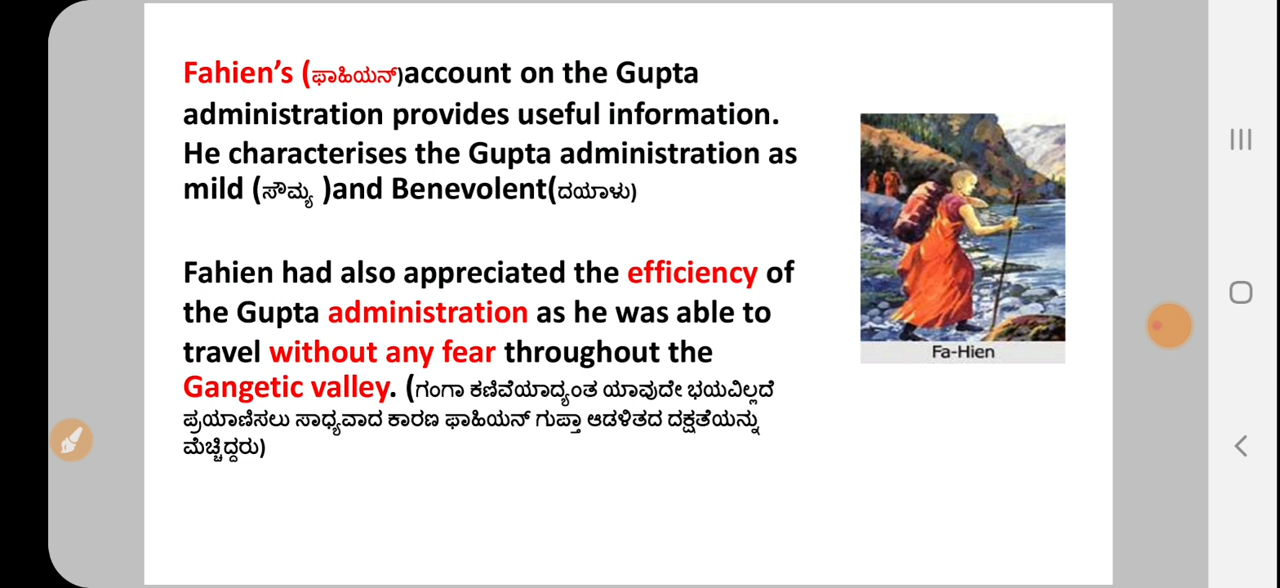 Fahien’s (ಫಾಹಿಯನ್)account on the Gupta
administration provides useful information.
He characterises the Gupta administration as
mild (ಸೌಮ್ಯ )and Benevolent(ದಯಾಳು)
Fahien had also appreciated the efficiency of
the Gupta administration as he was able to
travel without any fear throughout the
Gangetic valley. (ಗಂಗಾ ಕಣಿವೆಯಾದ್ಯಂತ ಯಾವುದೇ ಭಯವಿಲ್ಲದೆ
ಪ್ರಯಾಣಿಸಲು ಸಾಧ್ಯವಾದ ಕಾರಣ ಫಾಹಿಯನ್ ಗುಪ್ತಾ ಆಡಳಿತದ ದಕ್ಷತೆಯನ್ನು
ಮೆಚ್ಚಿದ್ದರು)
Fa-Hien